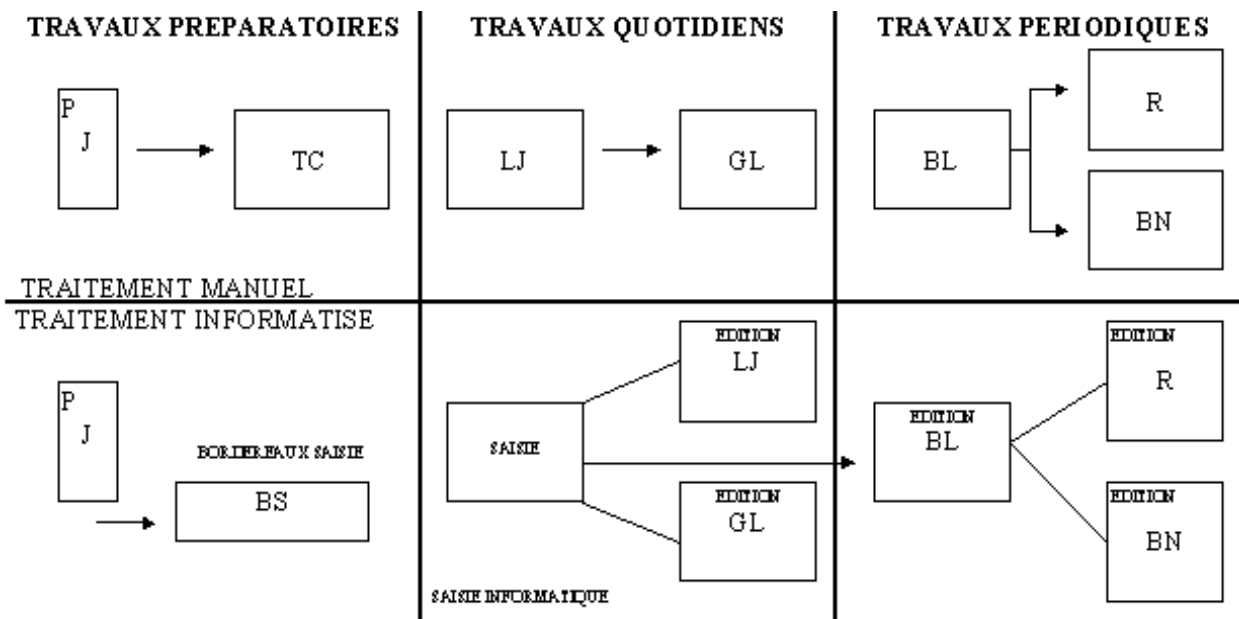 TRAVAUX PREPARATOIRES
TRAVAUX QUOTIDIENS
TRAVAUX PERIODIQUES
P
J
TC
LJ
GL
BL
R
BN
TRAITEMENT MANUEL
TRAITEMENT INFORMATISE
P
J
BORDEREAUX SAISIE
BS
SAISIE
EDITION
LJ
EDITION
GL
SAISIE INFORMATIQUE
EDITION
BL
EDITION
R
EDITION
BN